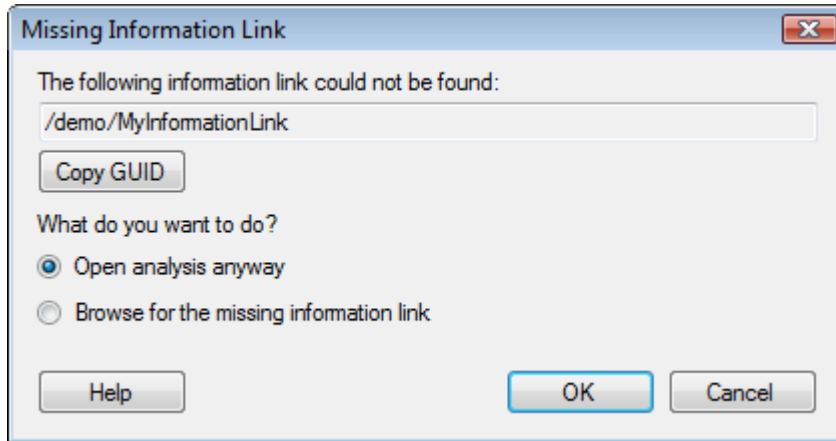 Missing Information Link
The following information link could not be found:
/demo/MyInformationLink
Copy GUID
What do you want to do?
Open analysis anyway
Browse for the missing information link
Help OK Cancel